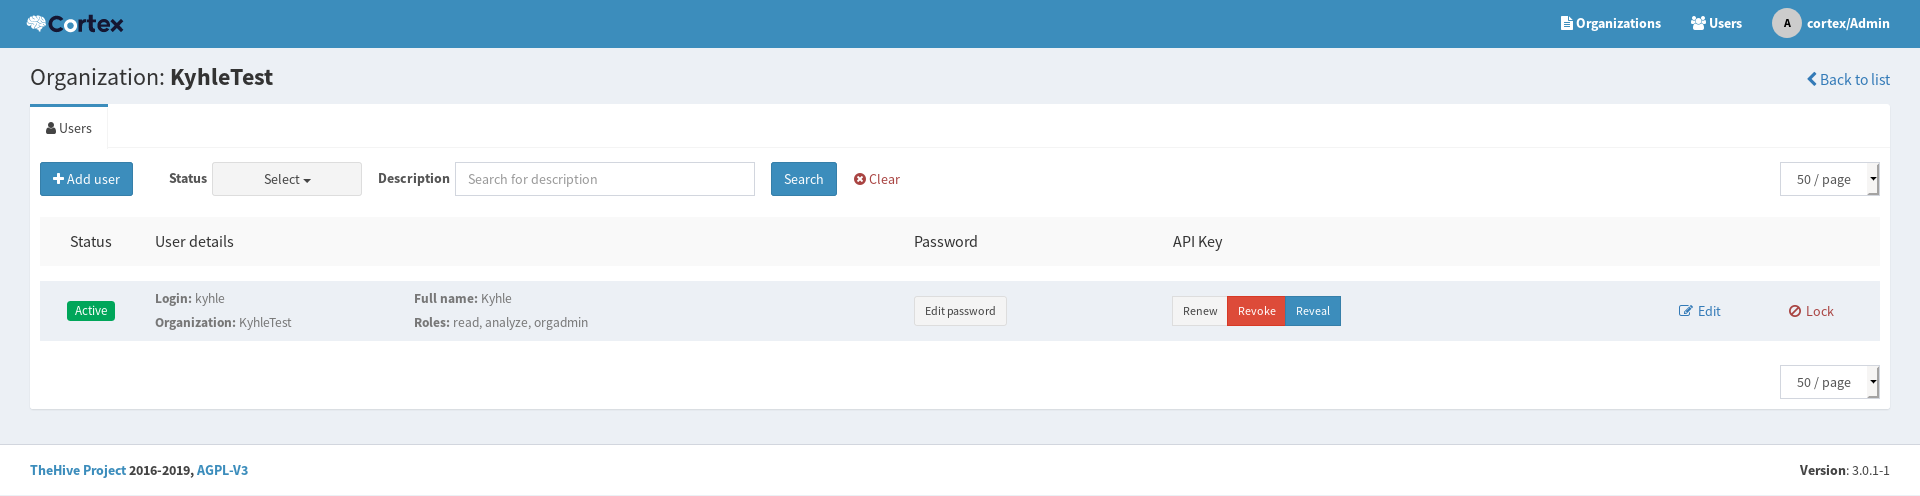 Cortex
Organizations Users A cortex/Admin
Organization: KyhleTest
Back to list
Users
Add user Status Select Description Search for description Search Clear 50 / page
Status User details Password API Key
Active
Login: kyhle Full name: Kyhle
Organization: KyhleTest Roles: read, analyze, orgadmin
Edit password Renew Revoke Reveal Edit Lock
50 / page
TheHive Project 2016-2019, AGPL-V3 Version: 3.0.1-1